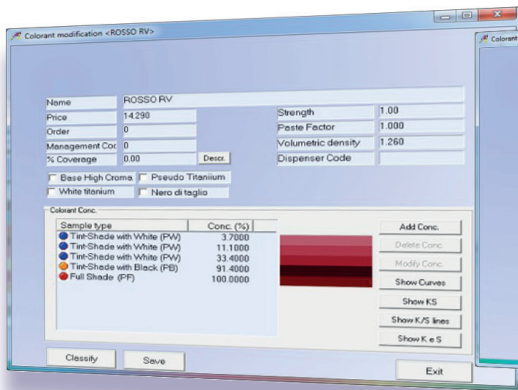 Colorant modification <ROSSO RV>
Colorant
Name ROSSO RV
Price 14.290
Order 0
Management Coc 0
% Coverage 0.00 Descr.
Strength 1.00
Paste Factor 1.000
Volumetric density 1.260
Dispenser Code
Base High Croma Pseudo Titanium
White titanium Nero di taglio
Colorant Conc.
Sample type Conc. (%)
Tint-Shade with White (PW) 3.7000
Tint-Shade with White (PW) 11.1000
Tint-Shade with White (PW) 33.4000
Tint-Shade with Black (PB) 91.4000
Full Shade (PF) 100.0000
Add Conc.
Delete Conc.
Modify Conc.
Show Curves
Show KS
Show K/S lines
Show K e S
Classify Save Exit